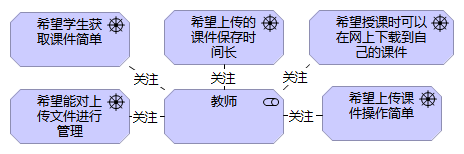 希望学生获
取课件简单
希望上传的
课件保存时
间长
希望授课时可以
在网上下载到自
己的课件
关注
关注
关注
希望能对上
传文件进行
管理
关注
教师
关注
希望上传课
件操作简单